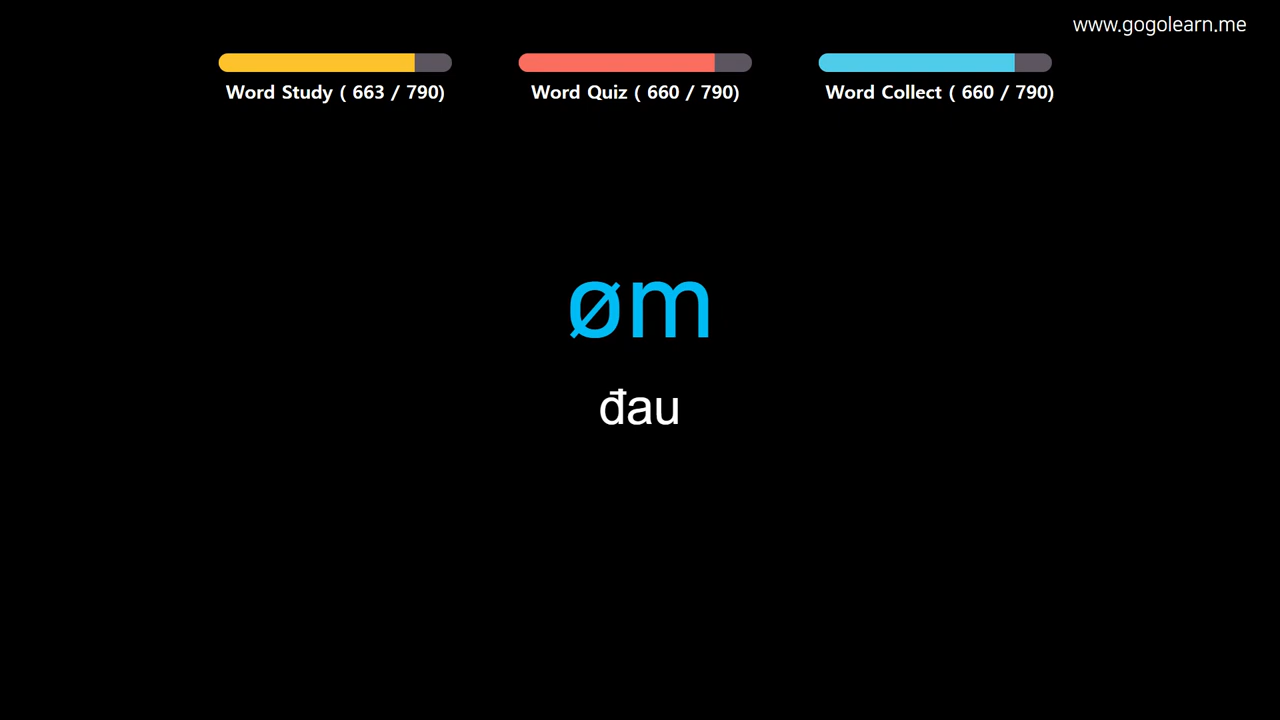 www.gogolearn.me
Word Study ( 663 / 790)
Word Quiz ( 660 / 790)
Word Collect ( 660 / 790)
øm
đau